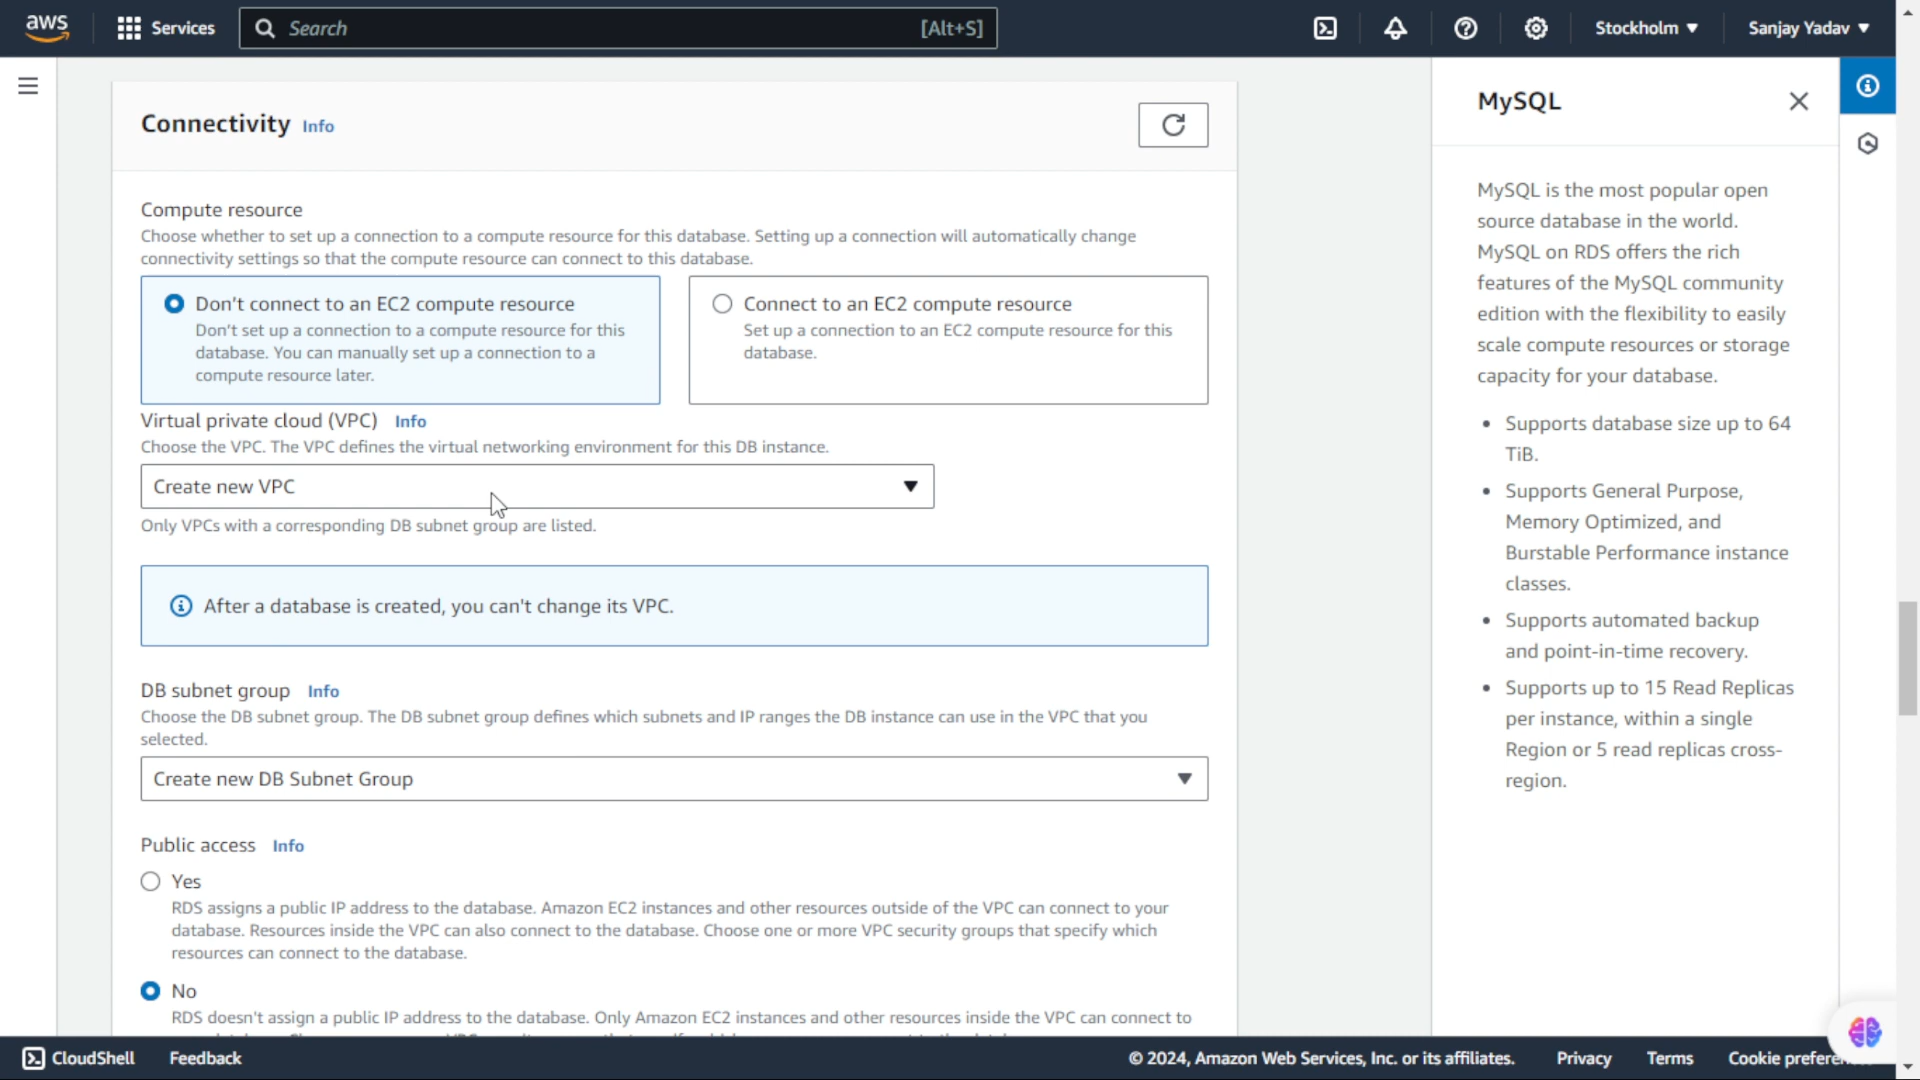 aws
Services
Search
[Alt+S]
Stockholm
Sanjay Yadav
Connectivity Info
Compute resource
Choose whether to set up a connection to a compute resource for this database. Setting up a connection will automatically change
connectivity settings so that the compute resource can connect to this database.
Don't connect to an EC2 compute resource
Don't set up a connection to a compute resource for this
database. You can manually set up a connection to a
compute resource later.
Connect to an EC2 compute resource
Set up a connection to an EC2 compute resource for this
database.
Virtual private cloud (VPC) Info
Choose the VPC. The VPC defines the virtual networking environment for this DB instance.
Create new VPC
Only VPCs with a corresponding DB subnet group are listed.
After a database is created, you can't change its VPC.
DB subnet group Info
Choose the DB subnet group. The DB subnet group defines which subnets and IP ranges the DB instance can use in the VPC that you
selected.
Create new DB Subnet Group
Public access Info
Yes
RDS assigns a public IP address to the database. Amazon EC2 instances and other resources outside of the VPC can connect to your
database. Resources inside the VPC can also connect to the database. Choose one or more VPC security groups that specify which
resources can connect to the database.
No
RDS doesn't assign a public IP address to the database. Only Amazon EC2 instances and other resources inside the VPC can connect to
MySQL
MySQL is the most popular open
source database in the world.
MySQL on RDS offers the rich
features of the MySQL community
edition with the flexibility to easily
scale compute resources or storage
capacity for your database.
• Supports database size up to 64
TiB.
• Supports General Purpose,
Memory Optimized, and
Burstable Performance instance
classes.
• Supports automated backup
and point-in-time recovery.
• Supports up to 15 Read Replicas
per instance, within a single
Region or 5 read replicas cross-
region.
CloudShell
Feedback
© 2024, Amazon Web Services, Inc. or its affiliates.
Privacy
Terms
Cookie